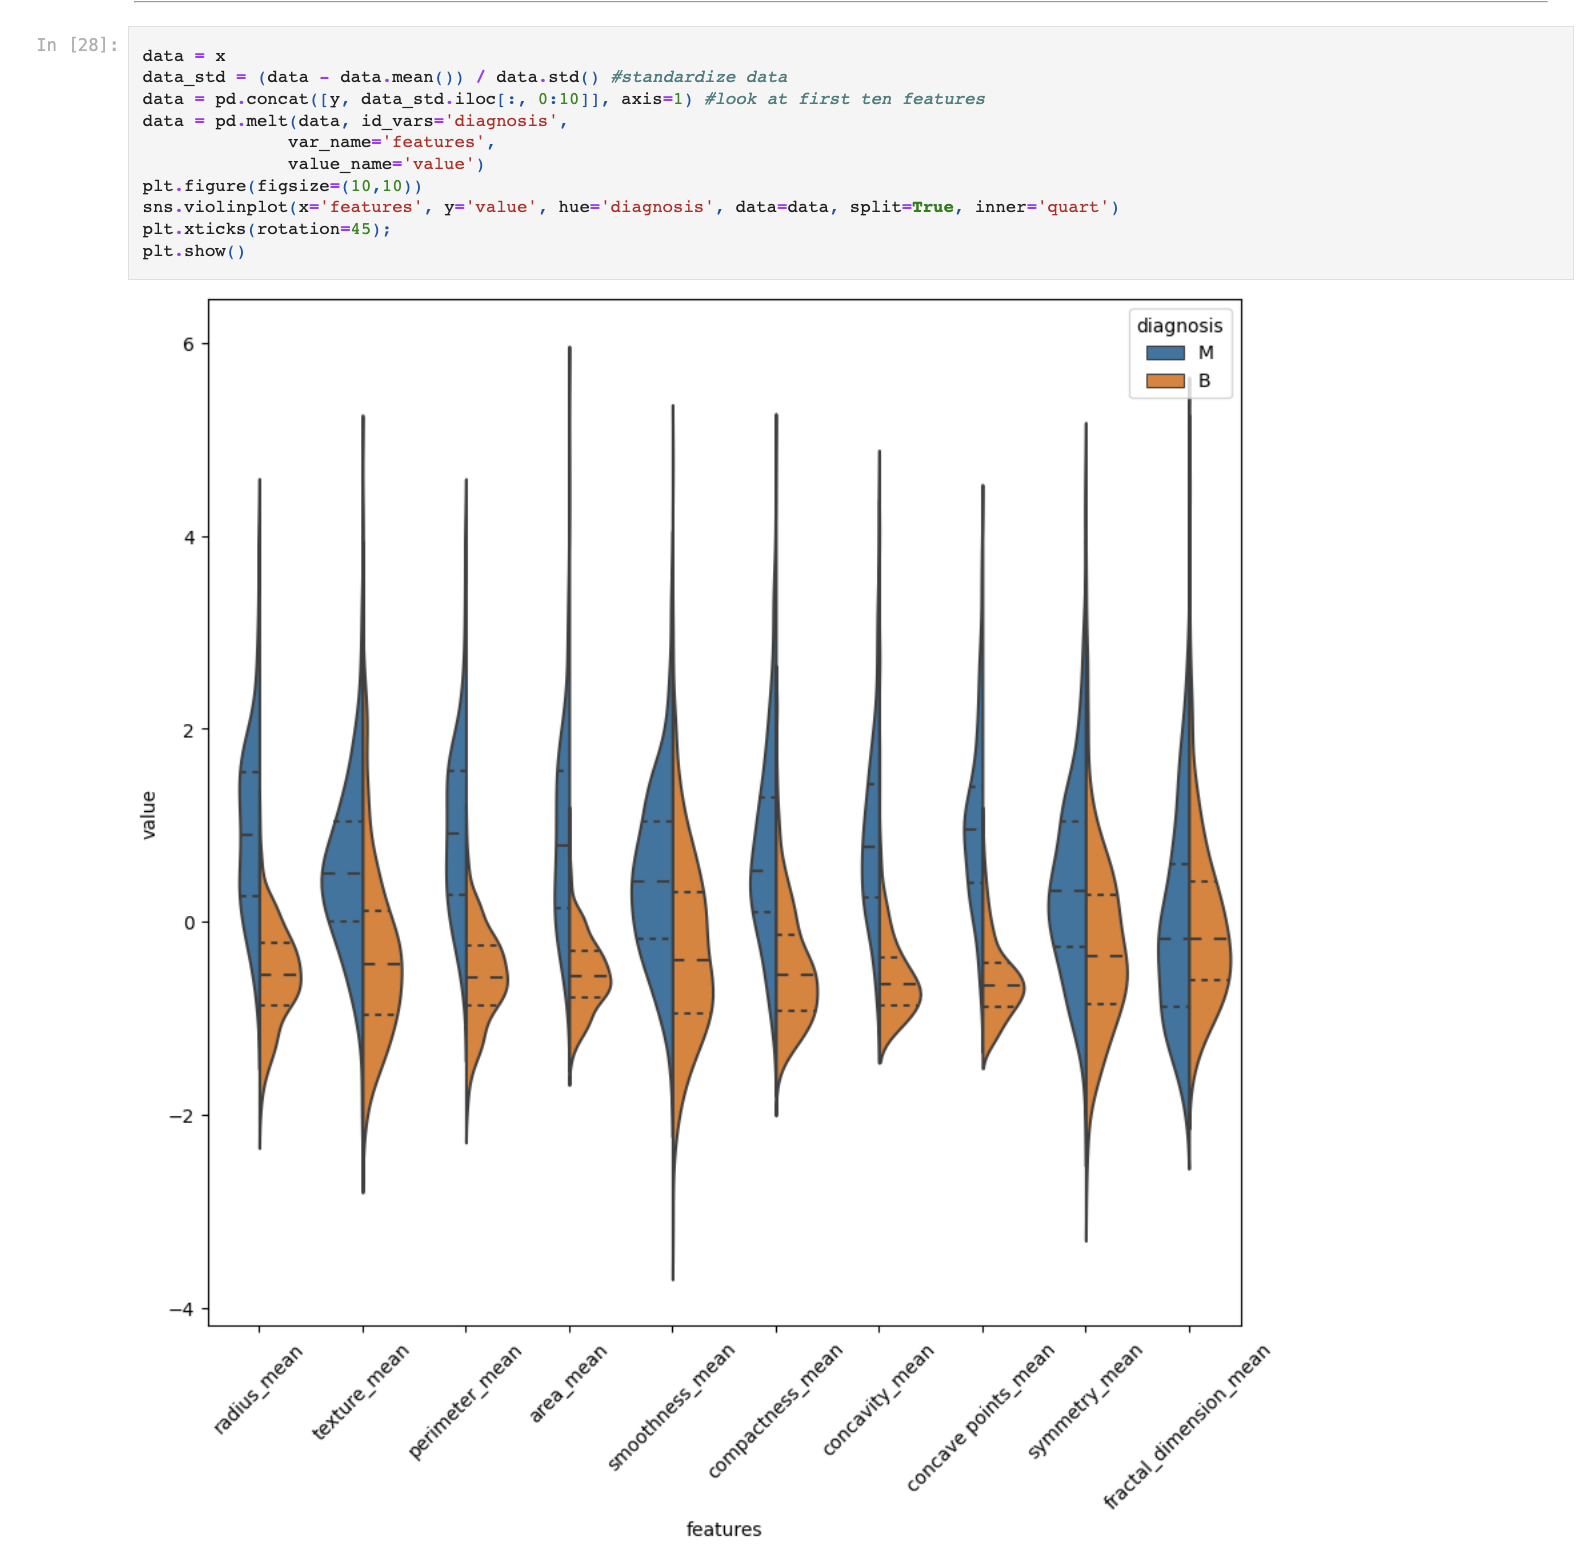 In [28]:
data = x
data_std = (data - data.mean()) / data.std() #standardize data
data = pd.concat([y, data_std.iloc[:, 0:10]], axis=1) #look at first ten features
data = pd.melt(data, id_vars='diagnosis',
var_name='features',
value_name='value')
plt.figure(figsize=(10,10))
sns.violinplot(x='features', y='value', hue='diagnosis', data=data, split=True, inner='quart')
plt.xticks(rotation=45);
plt.show()
diagnosis
M
B
6
4
2
0
−2
−4
value
radius_mean
texture_mean
perimeter_mean
area_mean
smoothness_mean
compactness_mean
concavity_mean
concave points_mean
symmetry_mean
fractal_dimension_mean
features